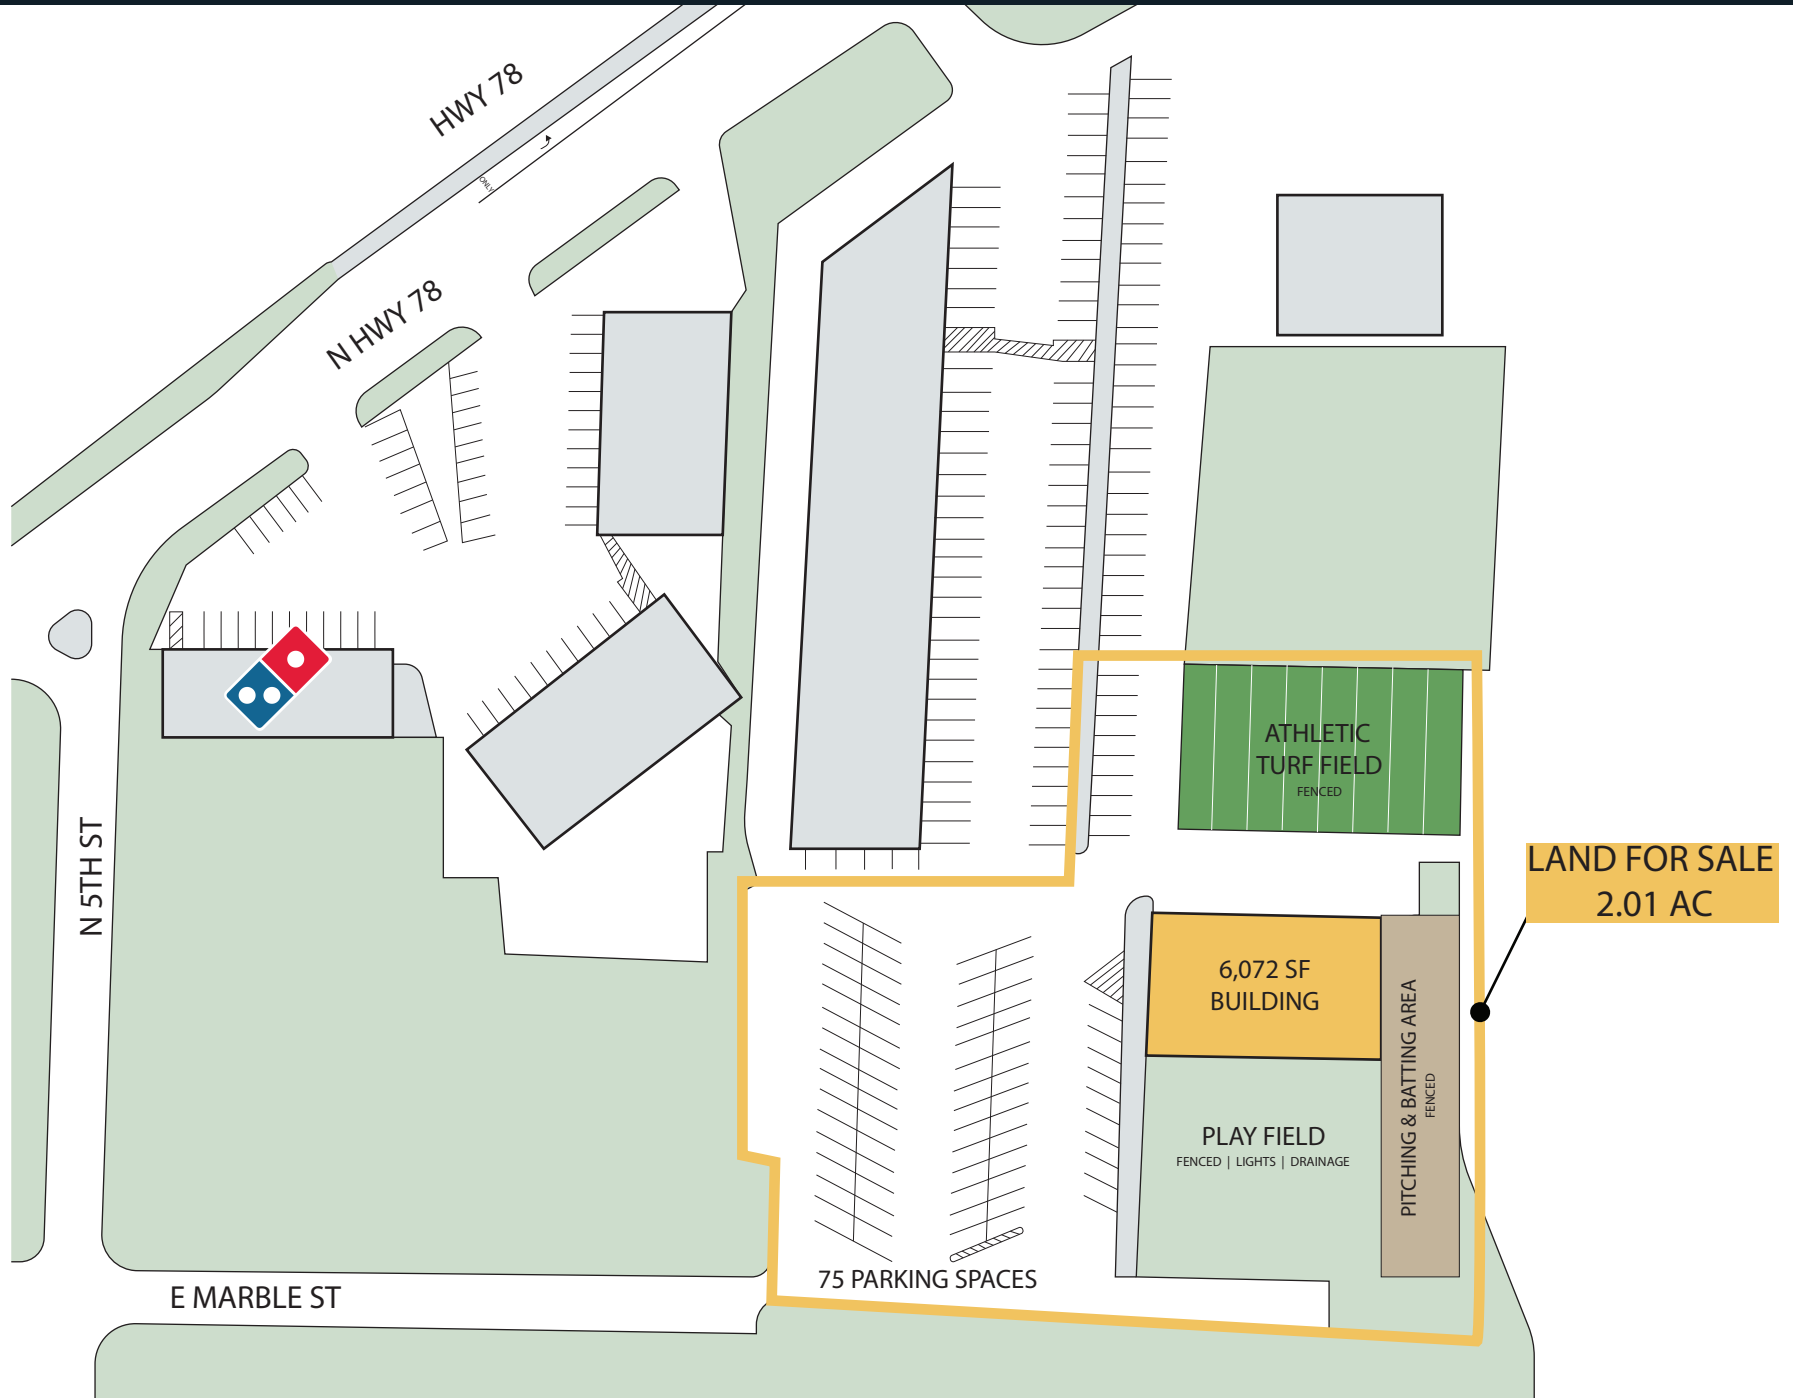 HWY 78
ONLY
N HWY 78
ATHLETIC
TURF FIELD
FENCED
LAND FOR SALE
2.01 AC
N 5TH ST
6,072 SF
BUILDING
PITCHING & BATTING AREA
FENCED
PLAY FIELD
FENCED | LIGHTS | DRAINAGE
75 PARKING SPACES
E MARBLE ST